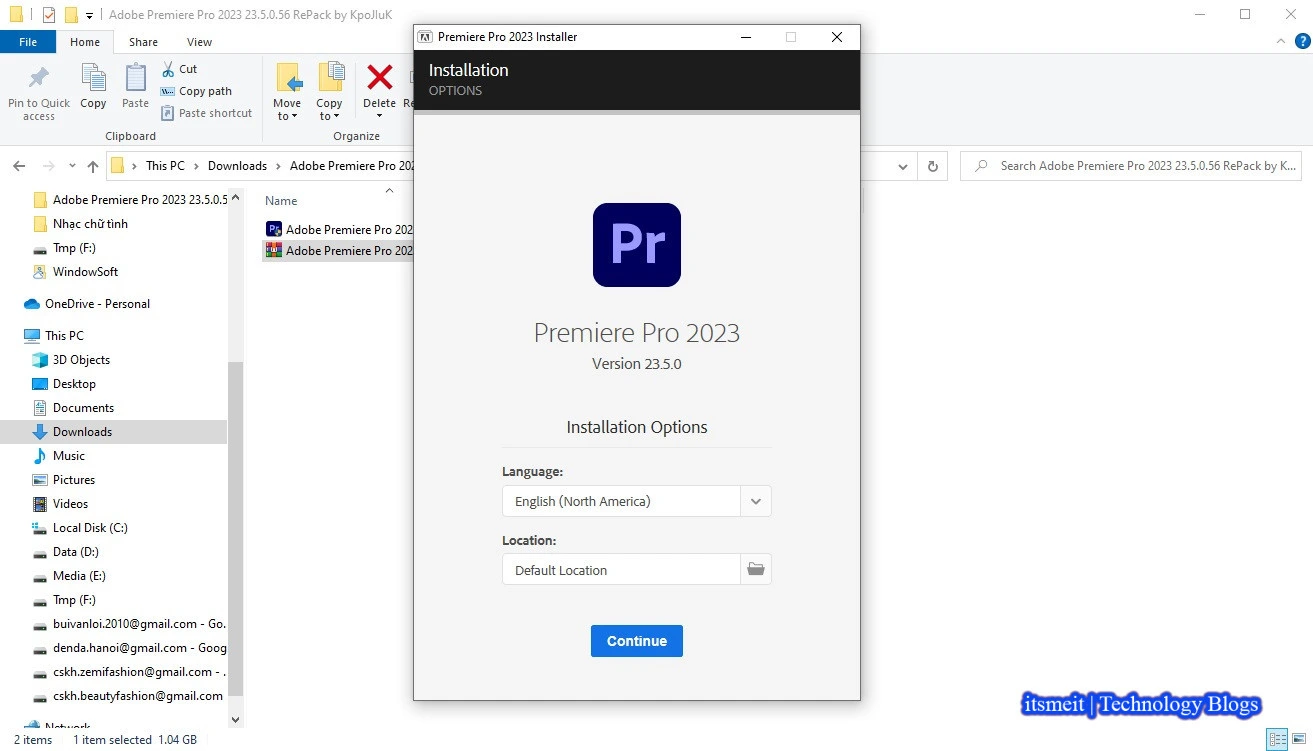 Adobe Premiere Pro 2023 23.5.0.56 RePack by KpoJIuK
File
Home
Share
View
Pin to Quick
access
Copy
Paste
Cut
Copy path
Paste shortcut
Clipboard
Move
to
Copy
to
Delete
Re
Organize
This PC
Downloads
Adobe Premiere Pro 202
Search Adobe Premiere Pro 2023 23.5.0.56 RePack by K...
Adobe Premiere Pro 2023 23.5.0.5
Nhạc chữ tình
Tmp (F:)
WindowSoft
OneDrive - Personal
This PC
3D Objects
Desktop
Documents
Downloads
Music
Pictures
Videos
Local Disk (C:)
Data (D:)
Media (E:)
Tmp (F:)
buivanloi.2010@gmail.com - Go.
denda.hanoi@gmail.com - Goog
cskh.zemifashion@gmail.com - .
cskh.beautyfashion@gmail.com
Network
Name
Adobe Premiere Pro 202
Adobe Premiere Pro 202
Premiere Pro 2023 Installer
Installation
OPTIONS
Pr
Premiere Pro 2023
Version 23.5.0
Installation Options
Language:
English (North America)
Location:
Default Location
Continue
itsmeit | Technology Blogs
2 items
1 item selected 1.04 GB